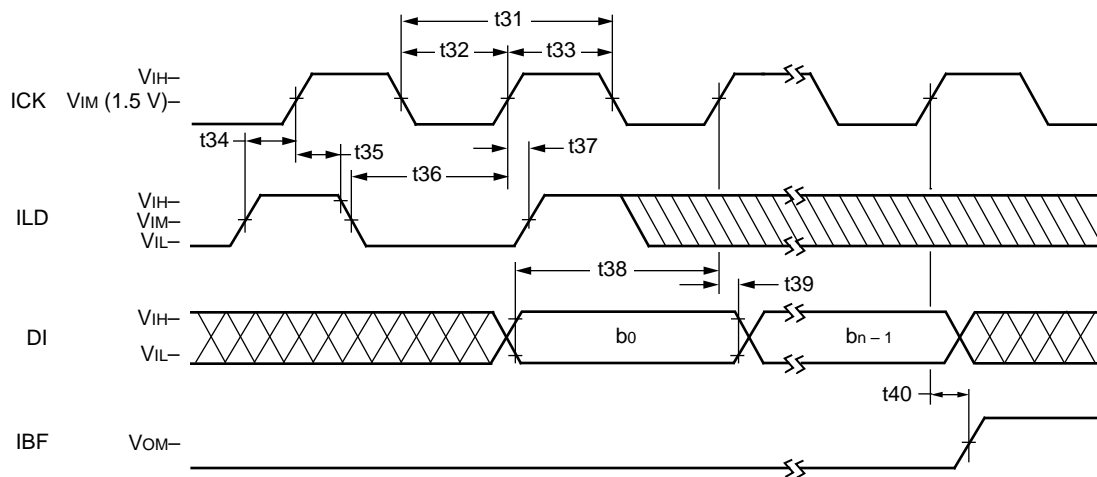 t31
t32
t33
VIH–
ICK
VIM (1.5 V)–
t34
t35
t36
t37
VIH–
ILD
VIM–
VIL–
t38
t39
VIH–
DI
b0
bn – 1
VIL–
t40
IBF
VOM–